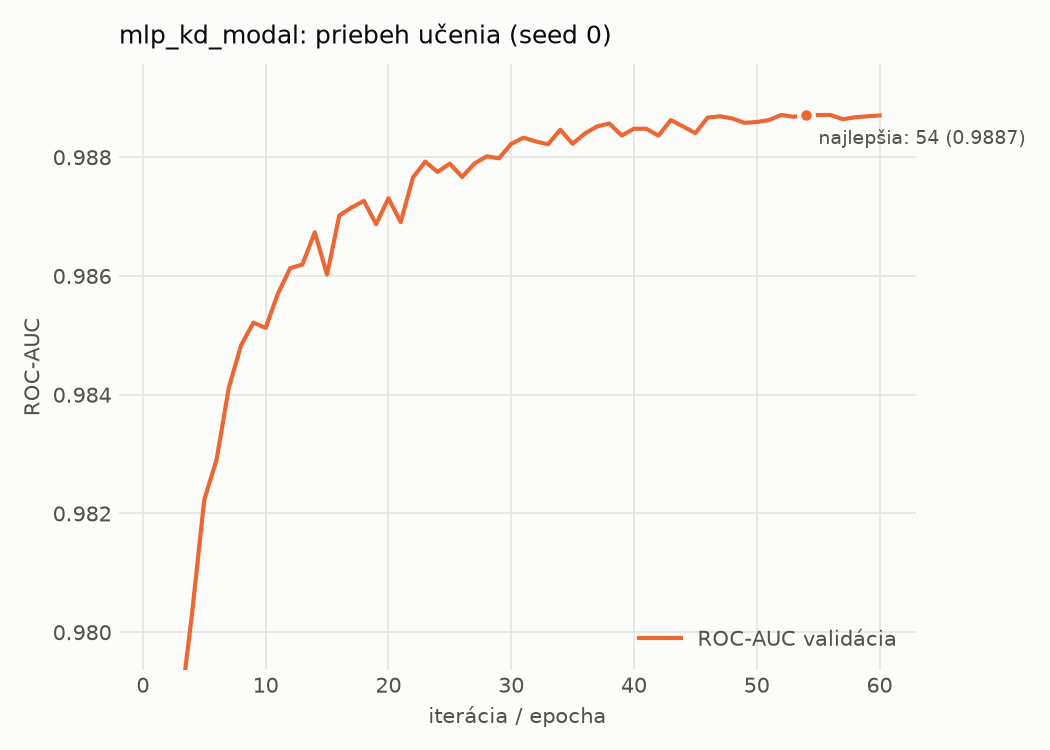 mlp_kd_modal: priebeh učenia (seed 0)
najlepšia: 54 (0.9887)
0.988
0.986
0.984
0.982
0.980
ROC-AUC
ROC-AUC validácia
0 10 20 30 40 50 60
iterácia / epocha